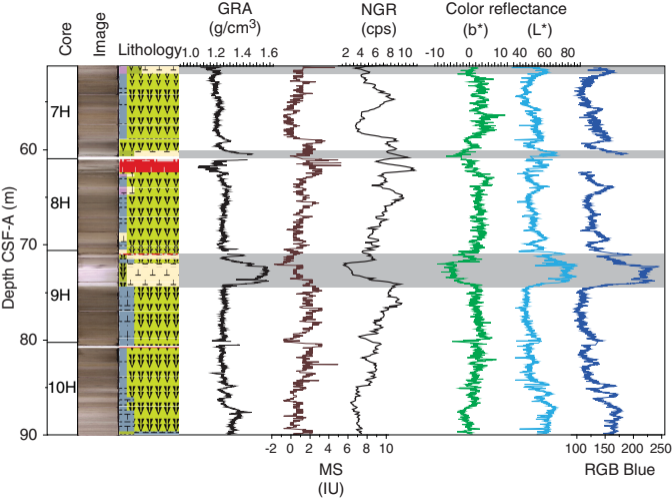 GRA
(g/cm³)
NGR
(cps)
Color reflectance
(b*)
(L*)
Core
Image
Lithology
1.0 1.2 1.4 1.6
2 4 6 8 10
-10 0 10
40 60 80
7H
8H
9H
10H
Depth CSF-A (m)
60
70
80
90
-2 0 2 4 6 8 10
MS
(IU)
100 150 200 250
RGB Blue